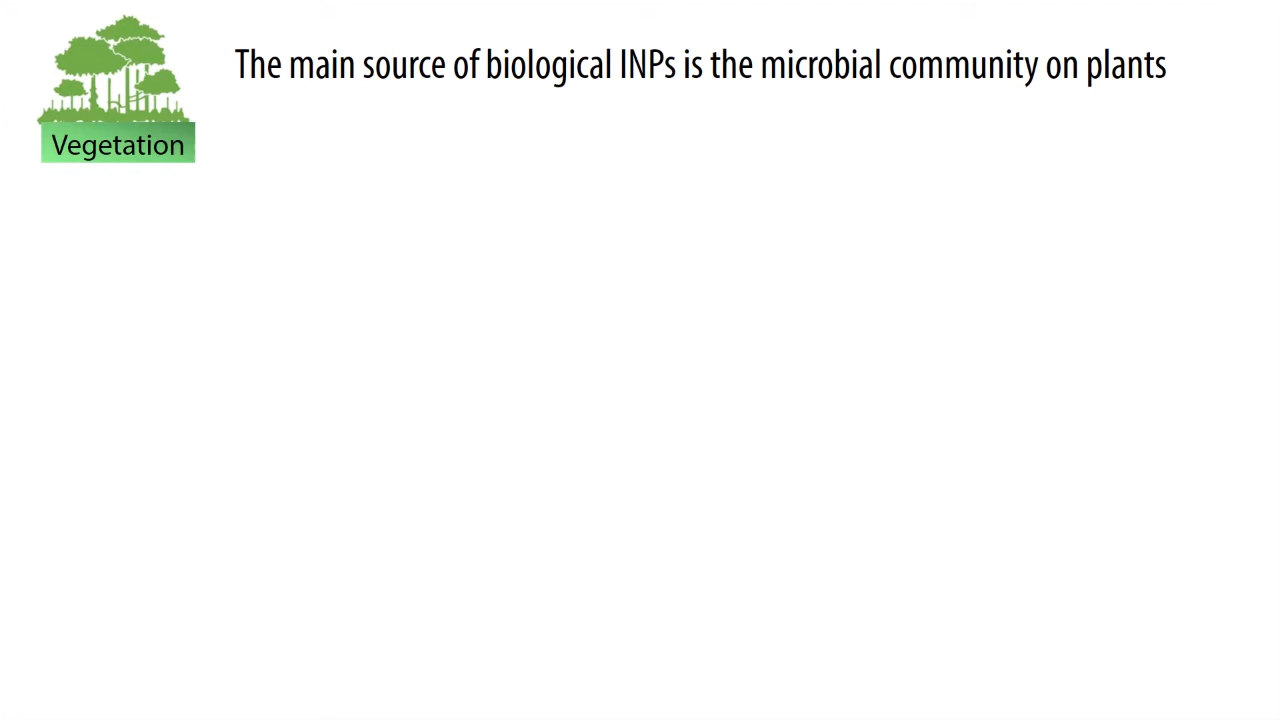 The main source of biological INPs is the microbial community on plants
Vegetation